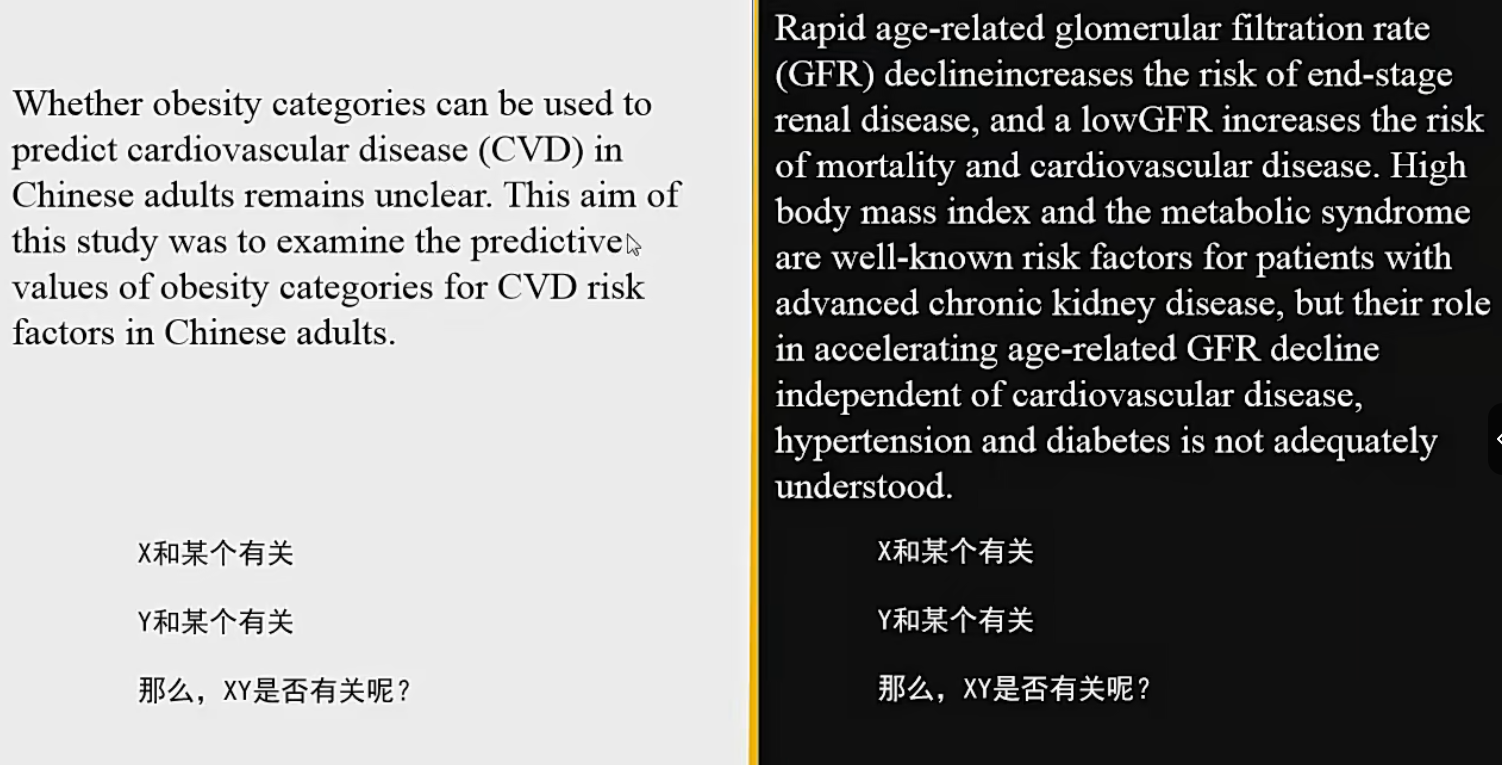 Whether obesity categories can be used to
predict cardiovascular disease (CVD) in
Chinese adults remains unclear. This aim of
this study was to examine the predictive
values of obesity categories for CVD risk
factors in Chinese adults.
X和某个有关
Y和某个有关
那么，XY是否有关呢？
Rapid age-related glomerular filtration rate
(GFR) declineincreases the risk of end-stage
renal disease, and a lowGFR increases the risk
of mortality and cardiovascular disease. High
body mass index and the metabolic syndrome
are well-known risk factors for patients with
advanced chronic kidney disease, but their role
in accelerating age-related GFR decline
independent of cardiovascular disease,
hypertension and diabetes is not adequately
understood.
X和某个有关
Y和某个有关
那么，XY是否有关呢？